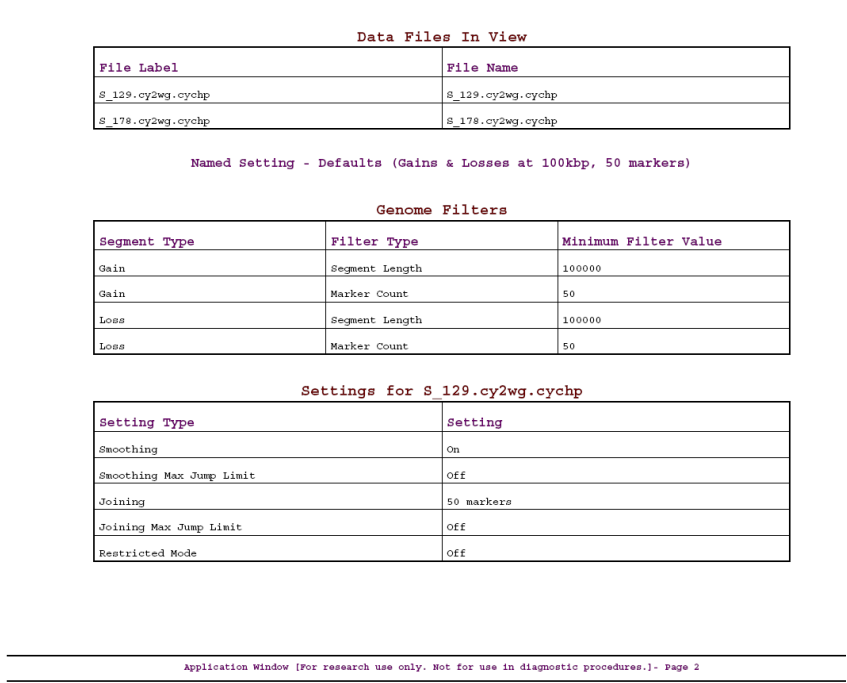 Data Files In View
File Label File Name
S_129.cy2wg.cychp S_129.cy2wg.cychp
S_178.cy2wg.cychp S_178.cy2wg.cychp
Named Setting - Defaults (Gains & Losses at 100kbp, 50 markers)
Genome Filters
Segment Type Filter Type Minimum Filter Value
Gain Segment Length 100000
Gain Marker Count 50
Loss Segment Length 100000
Loss Marker Count 50
Settings for S_129.cy2wg.cychp
Setting Type Setting
Smoothing On
Smoothing Max Jump Limit Off
Joining 50 markers
Joining Max Jump Limit Off
Restricted Mode Off
Application Window [For research use only. Not for use in diagnostic procedures.]- Page 2